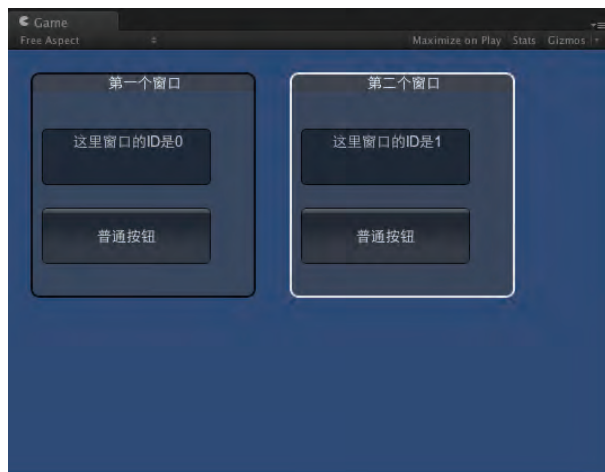 Game
Free Aspect
Maximize on Play Stats Gizmos
第一个窗口
这里窗口的ID是0
普通按钮
第二个窗口
这里窗口的ID是1
普通按钮